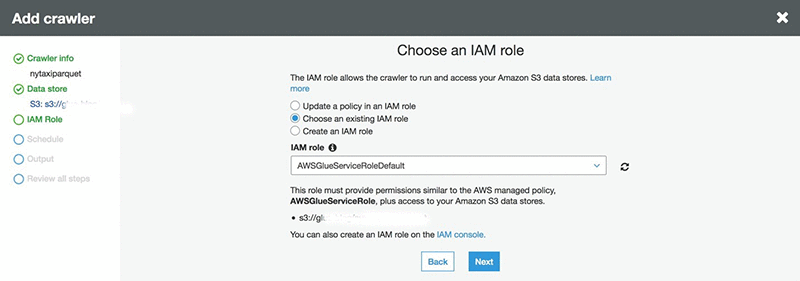 Add crawler
Crawler info
nytaxiparquet
Data store
S3: s3://g
IAM Role
Schedule
Output
Review all steps
Choose an IAM role
The IAM role allows the crawler to run and access your Amazon S3 data stores. Learn
more
Update a policy in an IAM role
Choose an existing IAM role
Create an IAM role
IAM role
AWSGlueServiceRoleDefault
This role must provide permissions similar to the AWS managed policy,
AWSGlueServiceRole, plus access to your Amazon S3 data stores.
• s3://gl
You can also create an IAM role on the IAM console.
Back
Next